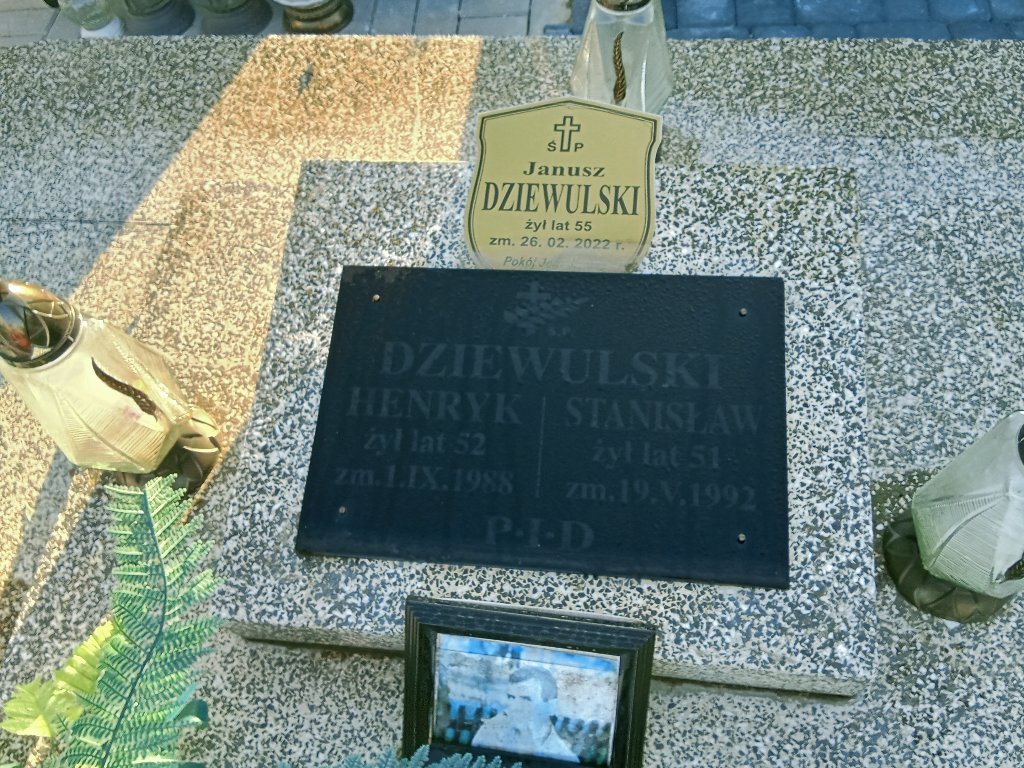 Ś P
Janusz
DZIEWULSKI
żył lat 55
zm. 26. 02. 2022 r.
Pokój
Ś.P
DZIEWULSKI
HENRYK
żył lat 52
zm.1.IX.1988
STANISŁAW
żył lat 51
zm.19.V.1992
P·I·D